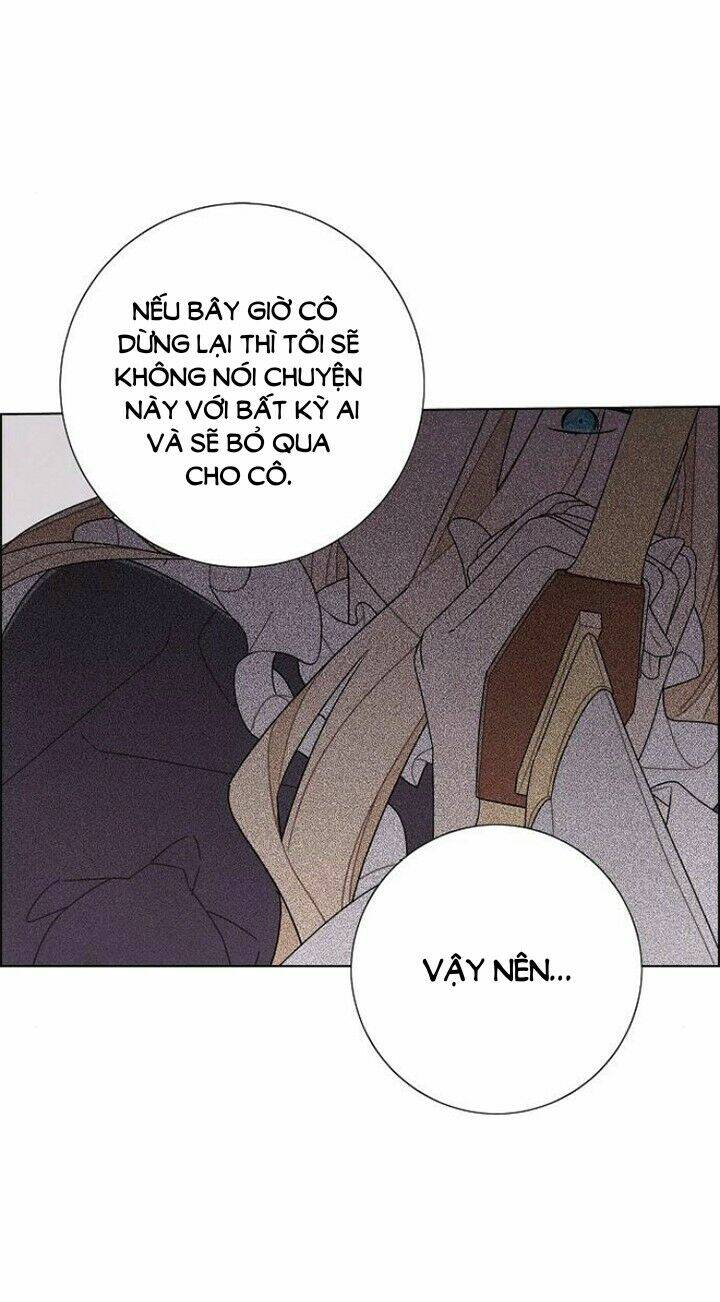 NẾU BÂY GIỜ CÔ
DỪNG LẠI THÌ TÔI SẼ
KHÔNG NÓI CHUYỆN
NÀY VỚI BẤT KỲ AI
VÀ SẼ BỎ QUA
CHO CÔ.
VẬY NÊN...